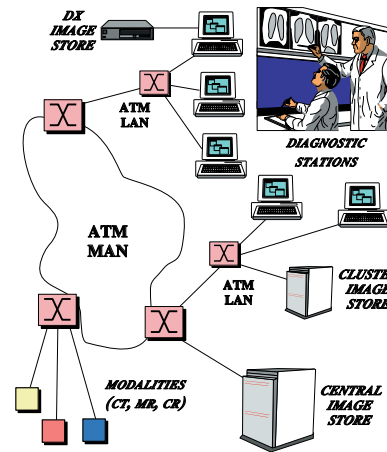 DX
IMAGE
STORE
ATM
LAN
DIAGNOSTIC
STATIONS
ATM
MAN
ATM
LAN
CLUSTER
IMAGE
STORE
MODALITIES
(CT, MR, CR)
CENTRAL
IMAGE
STORE